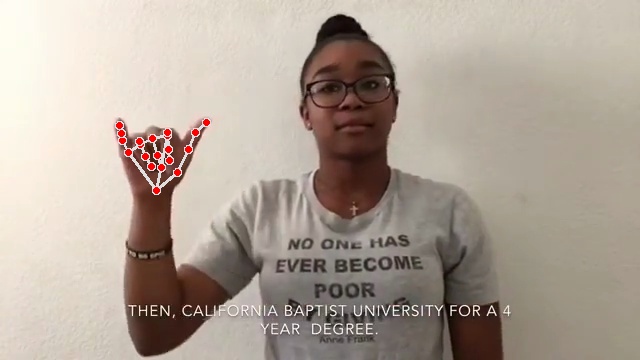 NO ONE HAS
EVER BECOME
POOR
THEN, CALIFORNIA BAPTIST UNIVERSITY FOR A 4
YEAR DEGREE.
Anne Frank